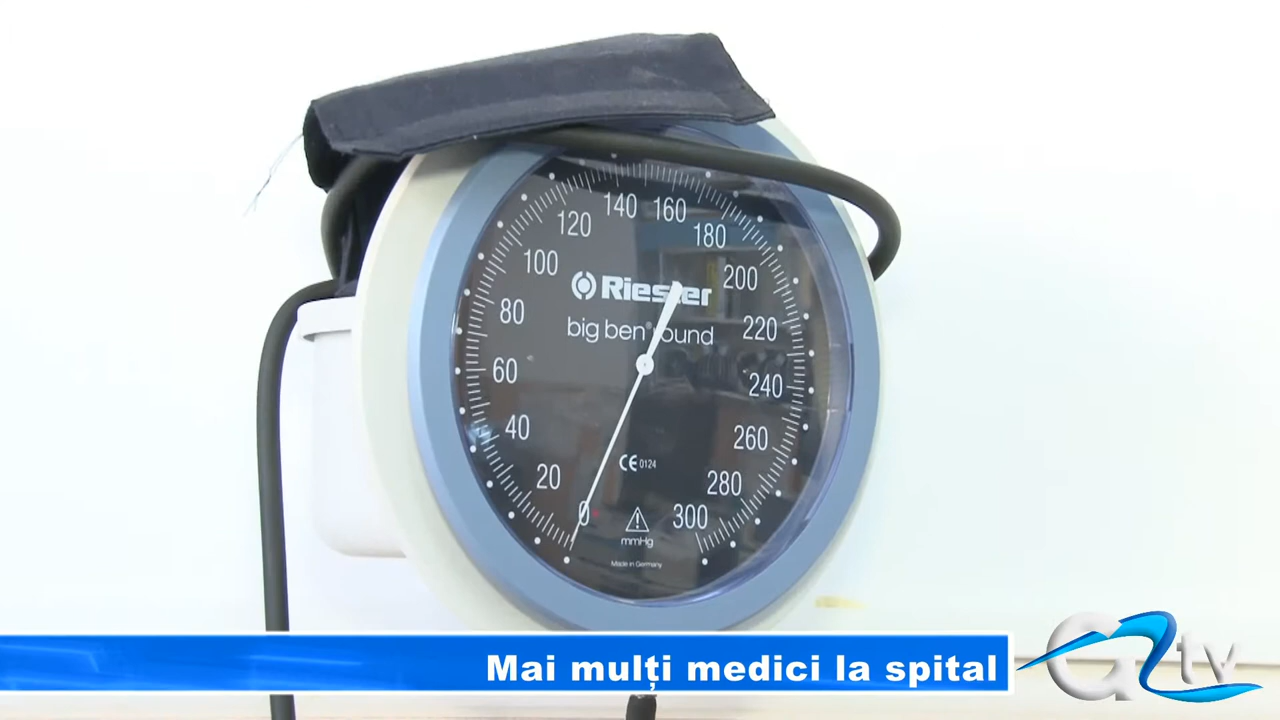 140 160
120 180
100 200
Riester
80 220
big ben® round
60 240
40 260
20 280
CE 0124
0 300
mmHg
Made in Germany
Mai mulți medici la spital
G2tv